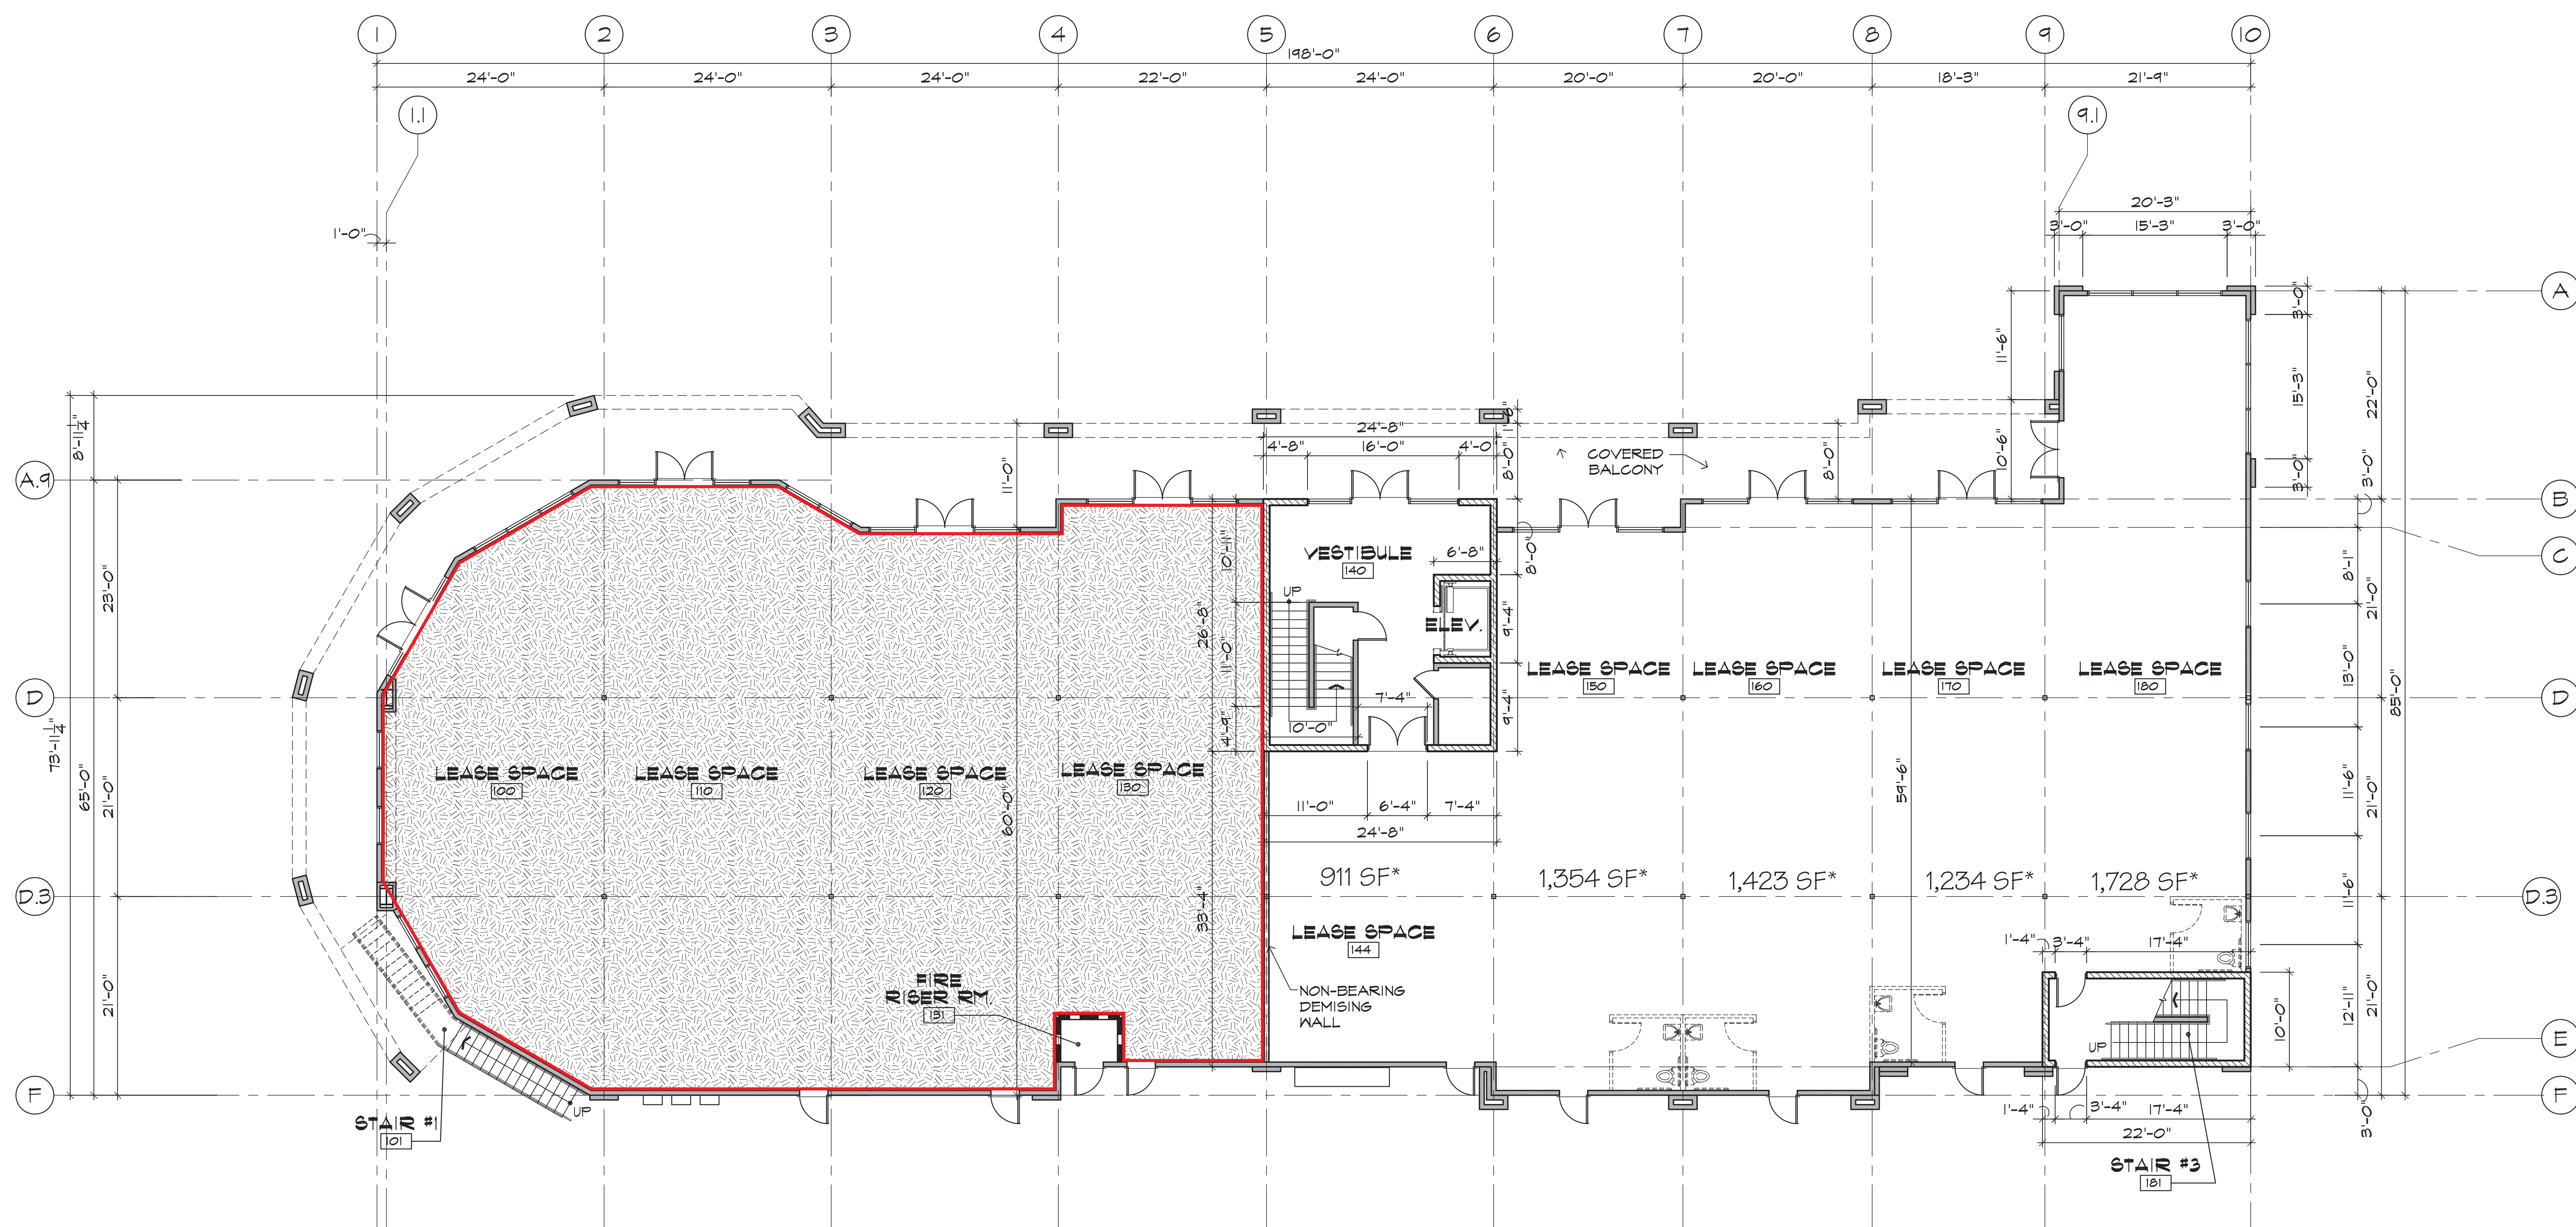 1 2 3 4 5 6 7 8 9 10
198'-0"
24'-0" 24'-0" 24'-0" 22'-0" 24'-0" 20'-0" 20'-0" 18'-3" 21'-9"
1.1 9.1
20'-3"
1'-0" 3'-0" 15'-3" 3'-0"
A
3'-0"
11'-6"
15'-3"
22'-0"
8'-11 1/4"
1'-8"
24'-8"
4'-8" 16'-0" 4'-0"
COVERED
BALCONY
11'-0"
8'-0"
8'-0"
10'-6"
3'-0"
3'-0"
A.9
B
C
VESTIBULE
140
6'-8"
8'-0"
10'-11"
UP
23'-0"
8'-1"
21'-0"
26'-8"
11'-0"
ELEV.
9'-4"
LEASE SPACE
150
LEASE SPACE
160
LEASE SPACE
170
LEASE SPACE
180
13'-0"
85'-0"
D
D
7'-4"
9'-4"
4'-9"
10'-0"
73'-11 1/4"
65'-0"
21'-0"
LEASE SPACE
100
LEASE SPACE
110
LEASE SPACE
120
LEASE SPACE
130
60'-0"
59'-6"
11'-6"
21'-0"
11'-0" 6'-4" 7'-4"
24'-8"
911 SF* 1,354 SF* 1,423 SF* 1,234 SF* 1,728 SF*
D.3
D.3
33'-4"
11'-6"
LEASE SPACE
144
1'-4" 3'-4" 17'-4"
FIRE
RISER RM.
131
NON-BEARING
DEMISING
WALL
21'-0"
12'-11"
21'-0"
10'-0"
E
UP
F
F
UP
STAIR #1
101
1'-4" 3'-4" 17'-4"
3'-0"
22'-0"
STAIR #3
181